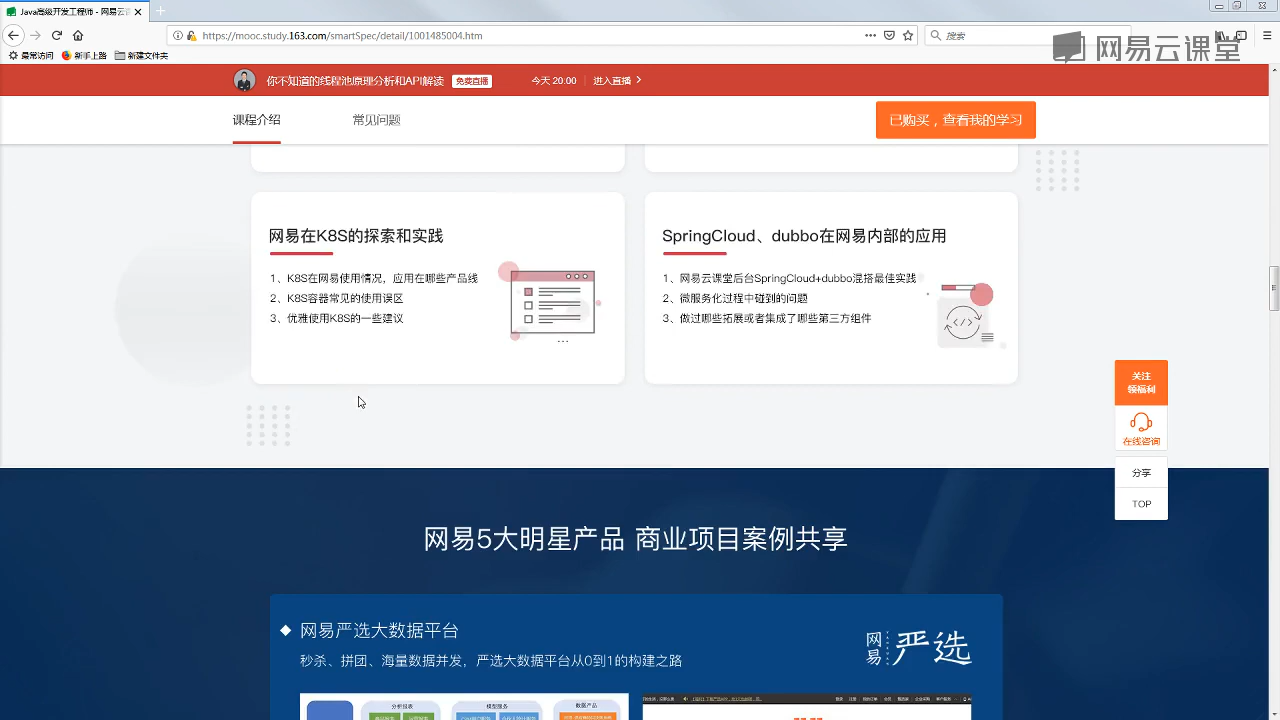 Java高级开发工程师 - 网易云课
https://mooc.study.163.com/smartSpec/detail/1001485004.htm
搜索
最常访问 新手上路 新建文件夹
网易云课堂
你不知道的线程池原理分析和API解读 免费直播 今天 20:00 进入直播
课程介绍 常见问题 已购买，查看我的学习
网易在K8S的探索和实践
1、K8S在网易使用情况，应用在哪些产品线
2、K8S容器常见的使用误区
3、优雅使用K8S的一些建议
SpringCloud、dubbo在网易内部的应用
1、网易云课堂后台SpringCloud+dubbo混搭最佳实践
2、微服务化过程中碰到的问题
3、做过哪些拓展或者集成了哪些第三方组件
关注
领福利
在线咨询
分享
TOP
网易5大明星产品 商业项目案例共享
网易严选大数据平台
秒杀、拼团、海量数据并发，严选大数据平台从0到1的构建之路
网易严选
分析报表 模型服务 数据产品